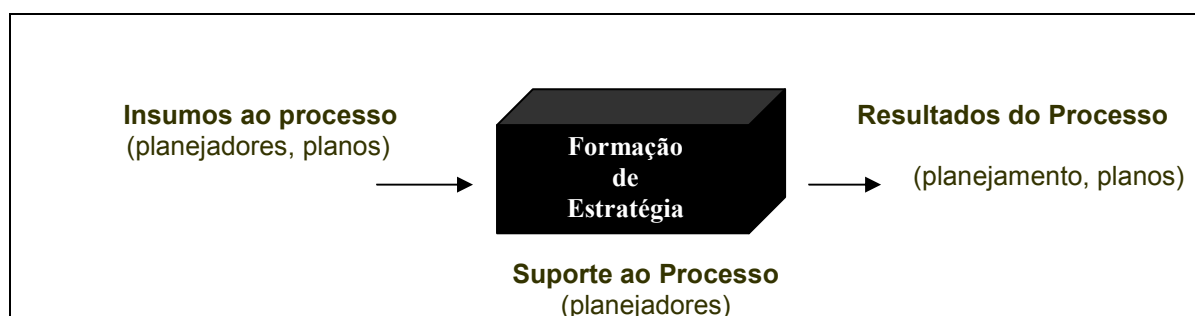 Insumos ao processo
(planejadores, planos)
Formação
de
Estratégia
Resultados do Processo
(planejamento, planos)
Suporte ao Processo
(planejadores)